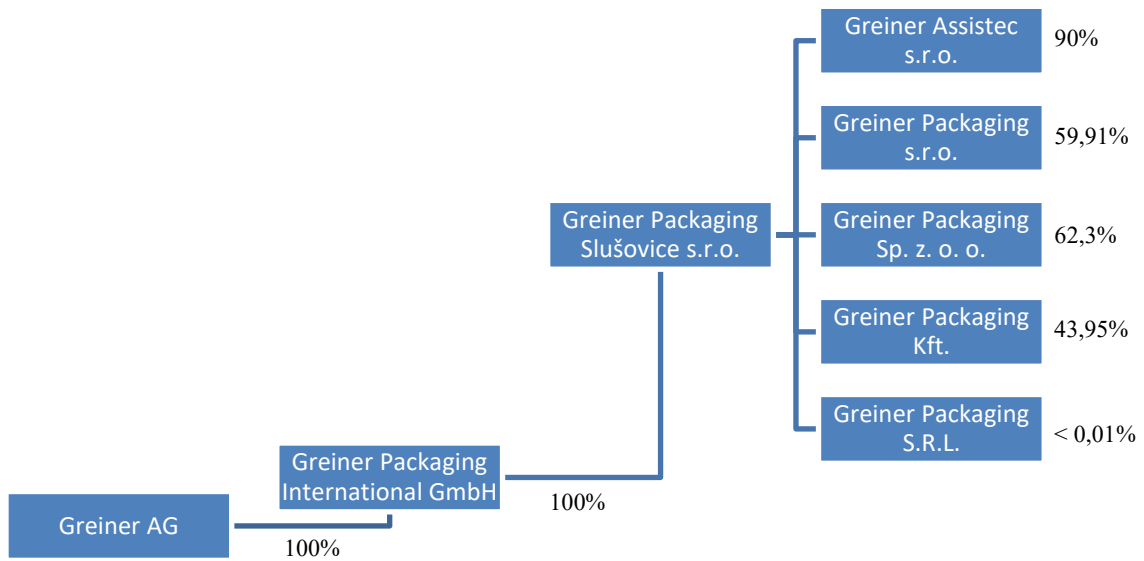 Greiner Assistec
s.r.o.
90%
Greiner Packaging
s.r.o.
59,91%
Greiner Packaging
Slušovice s.r.o.
Greiner Packaging
Sp. z. o. o.
62,3%
Greiner Packaging
Kft.
43,95%
Greiner Packaging
S.R.L.
< 0,01%
Greiner Packaging
International GmbH
100%
Greiner AG
100%